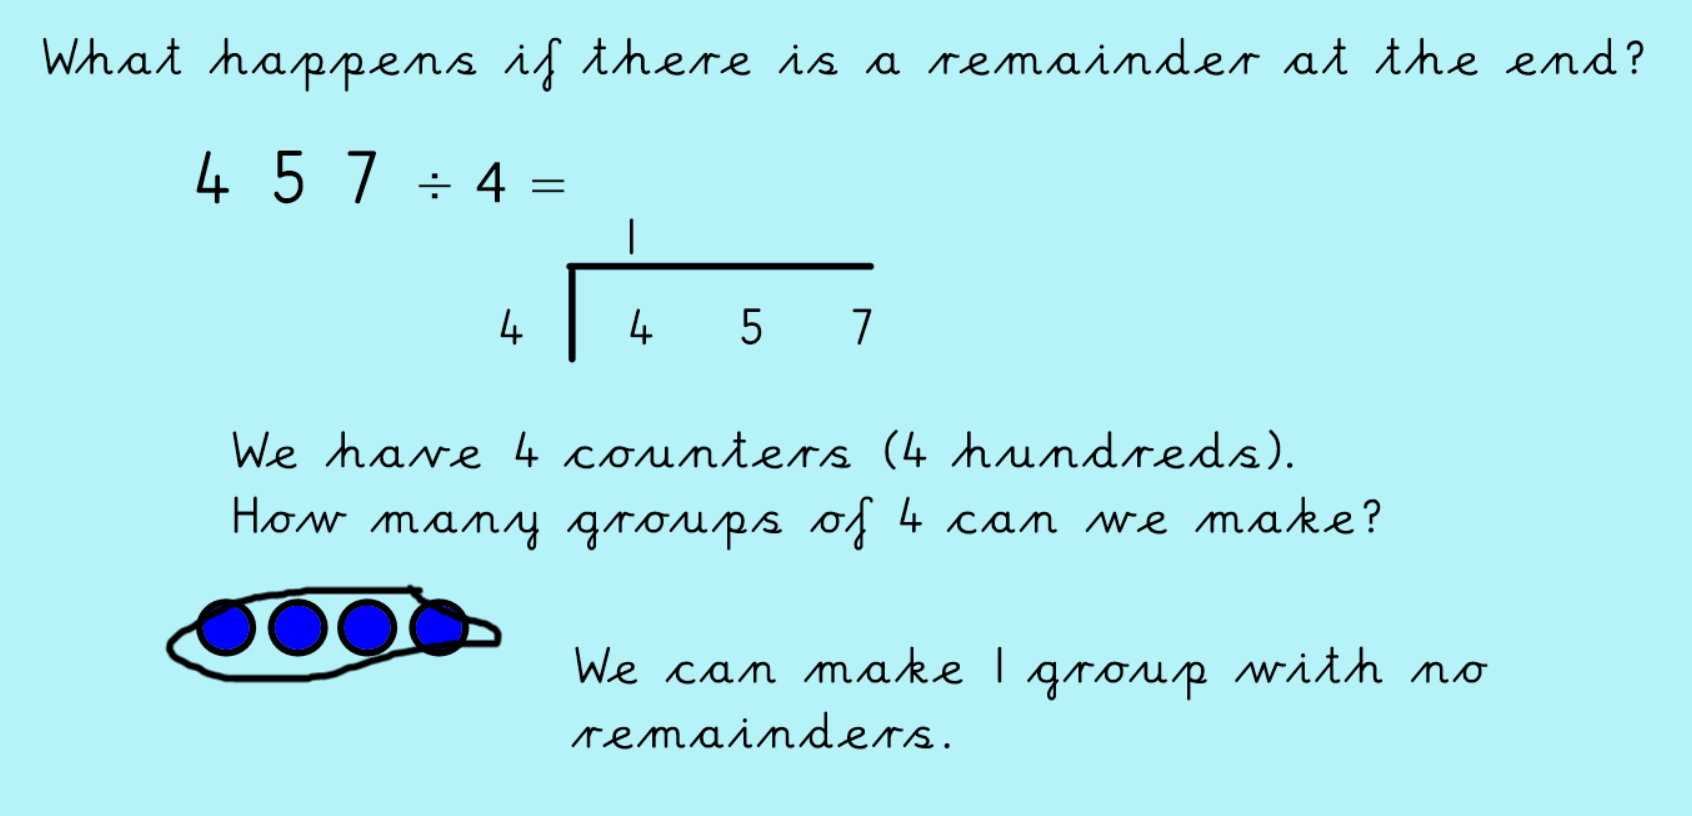 What happens if there is a remainder at the end?
4 5 7 ÷ 4 =
1
4 4 5 7
We have 4 counters (4 hundreds).
How many groups of 4 can we make?
We can make 1 group with no
remainders.